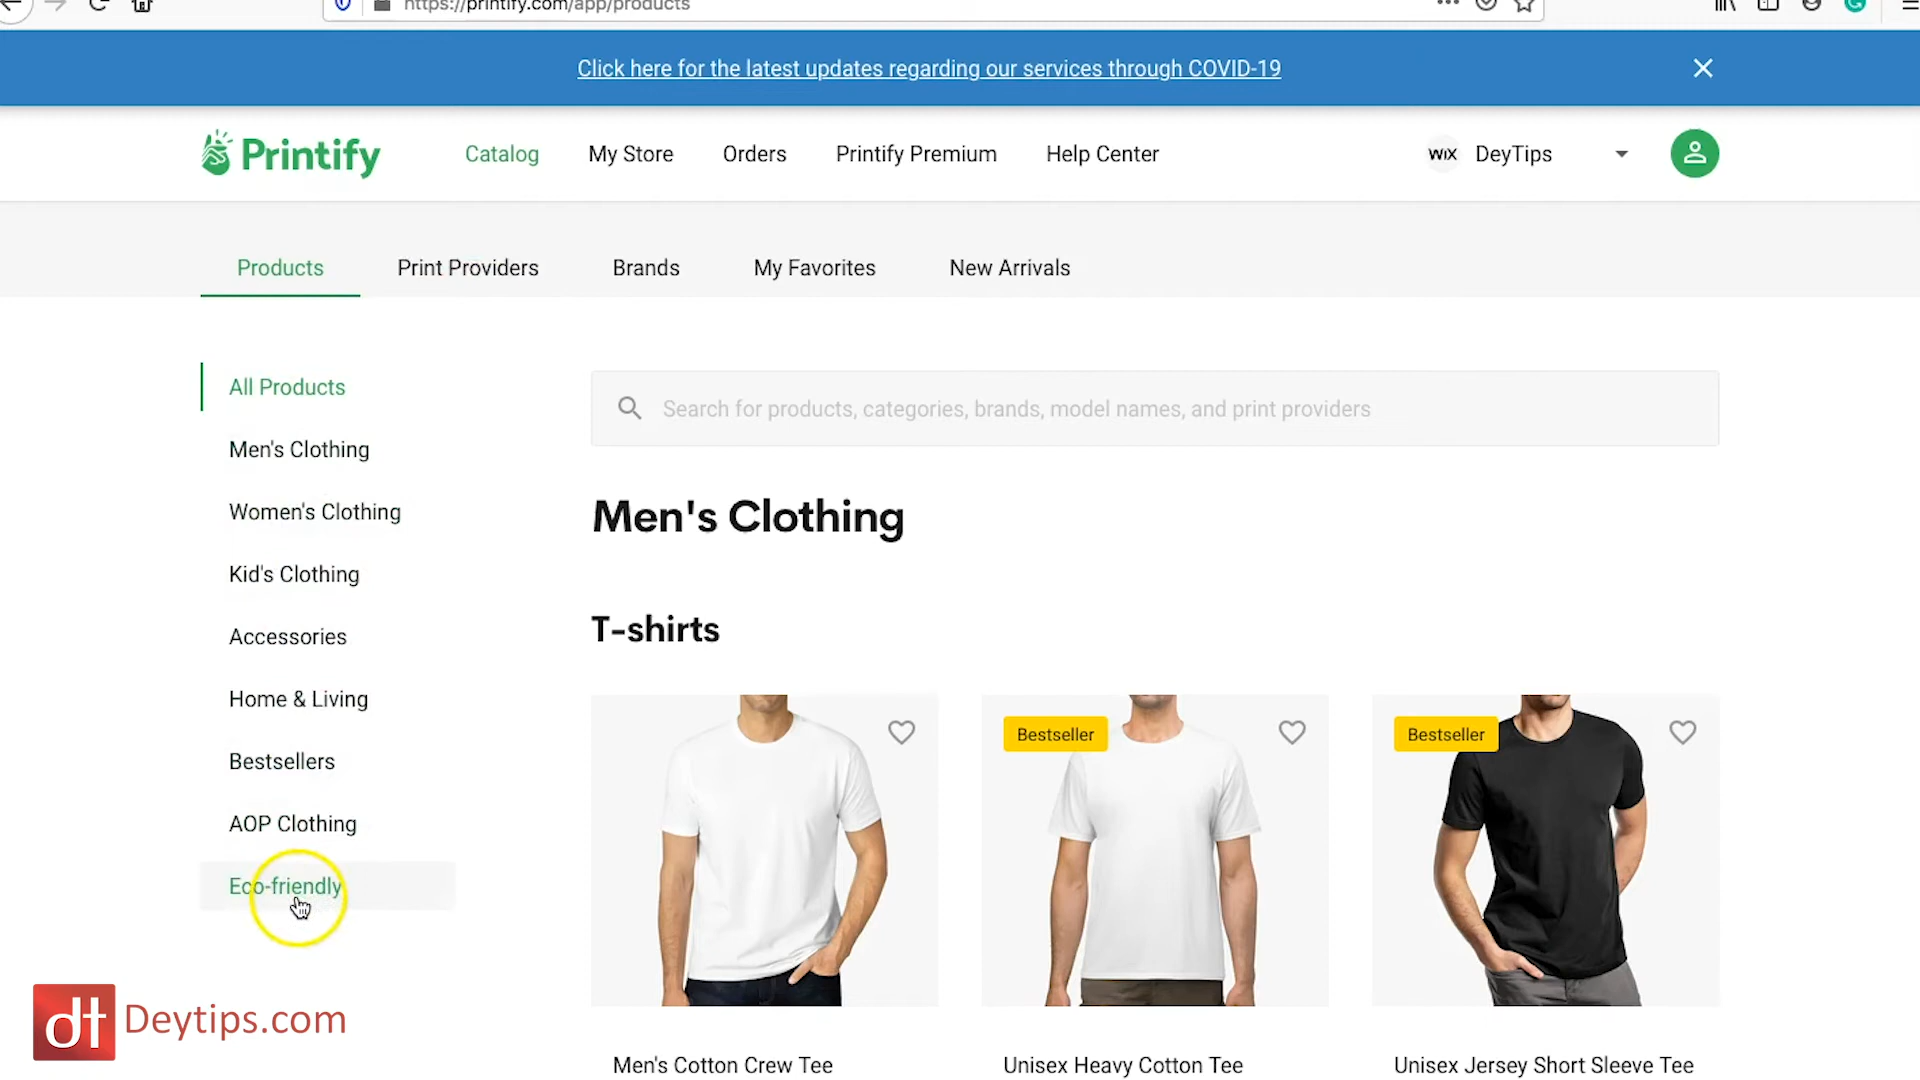 https://printify.com/app/products
Click here for the latest updates regarding our services through COVID-19
Printify
Catalog
My Store
Orders
Printify Premium
Help Center
WiX
DeyTips
Products
Print Providers
Brands
My Favorites
New Arrivals
All Products
Men's Clothing
Women's Clothing
Kid's Clothing
Accessories
Home & Living
Bestsellers
AOP Clothing
Eco-friendly
Search for products, categories, brands, model names, and print providers
Men's Clothing
T-shirts
Bestseller
Bestseller
Men's Cotton Crew Tee
Unisex Heavy Cotton Tee
Unisex Jersey Short Sleeve Tee
dt Deytips.com